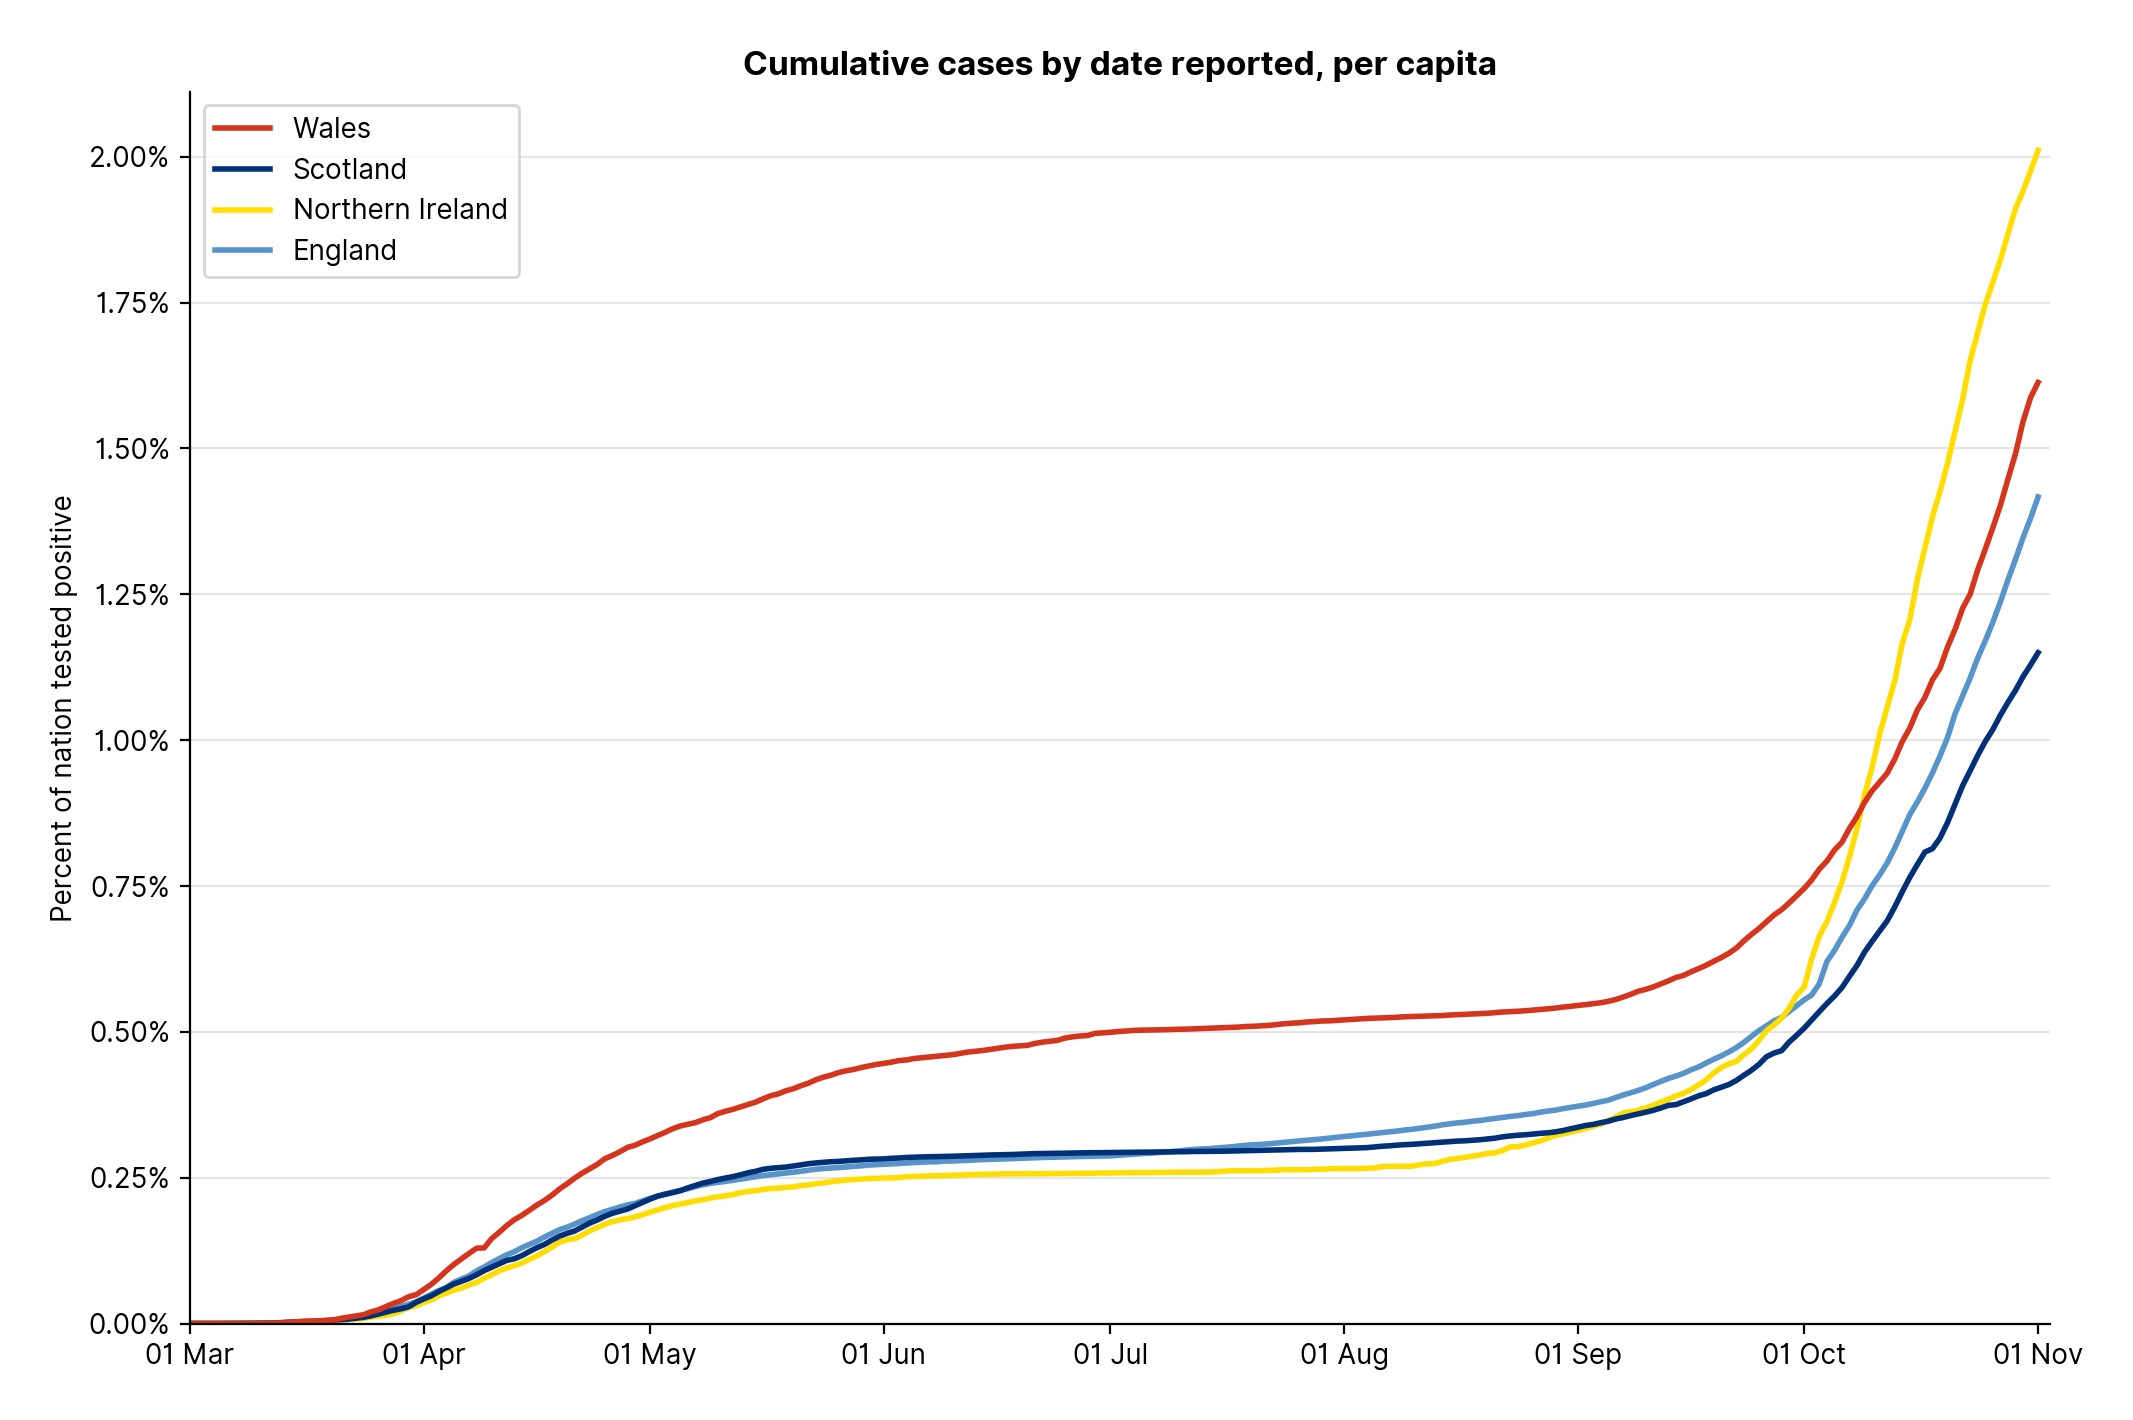 Cumulative cases by date reported, per capita
Wales
Scotland
Northern Ireland
England
Percent of nation tested positive
2.00%
1.75%
1.50%
1.25%
1.00%
0.75%
0.50%
0.25%
0.00%
01 Mar
01 Apr
01 May
01 Jun
01 Jul
01 Aug
01 Sep
01 Oct
01 Nov